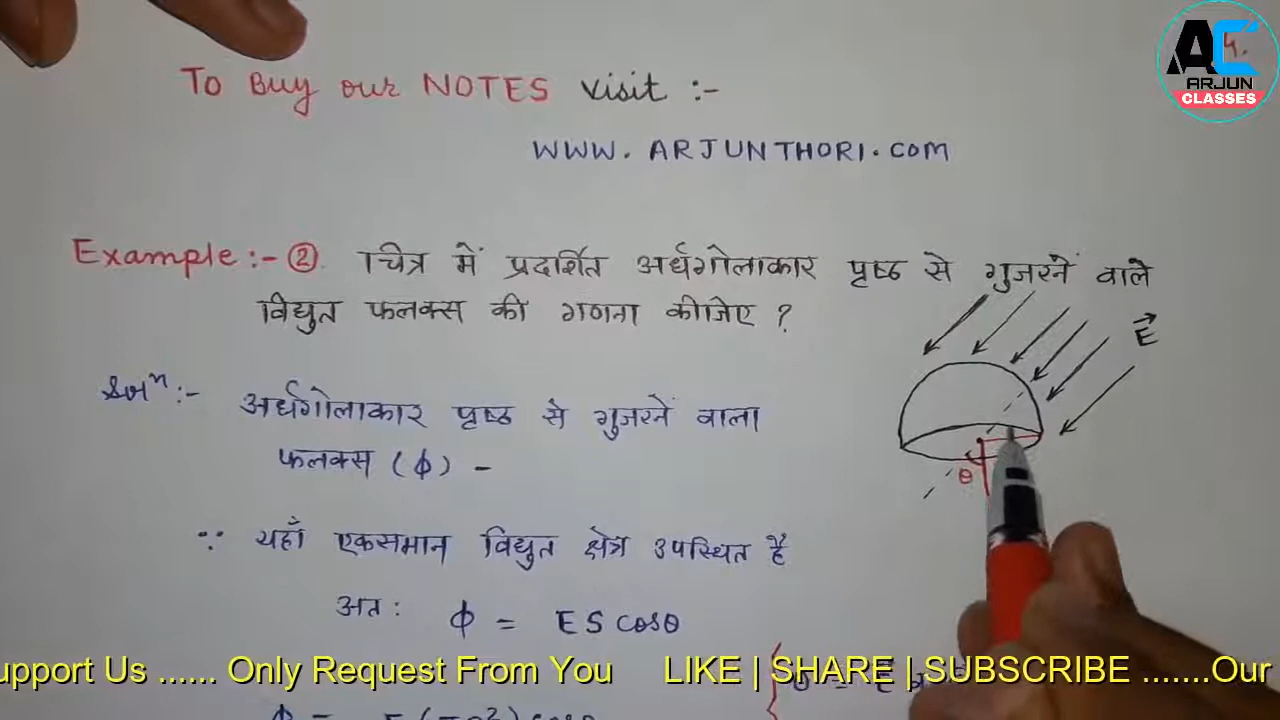 4.
AC
ARJUN
CLASSES
To Buy our NOTES visit :-
WWW. ARJUNTHORI.COM
Example:- ②. चित्र में प्रदर्शित अर्धगोलाकार पृष्ठ से गुजरनें वाले
विद्युत फलक्स की गणना कीजिए ?
E
Solⁿ:- अर्धगोलाकार पृष्ठ से गुजरनें वाला
फलक्स (ϕ) -
θ
∵ यहाँ एकसमान विद्युत क्षेत्र उपस्थित है
अतः ϕ = E S cosθ
upport Us ...... Only Request From You LIKE | SHARE | SUBSCRIBE .......Our